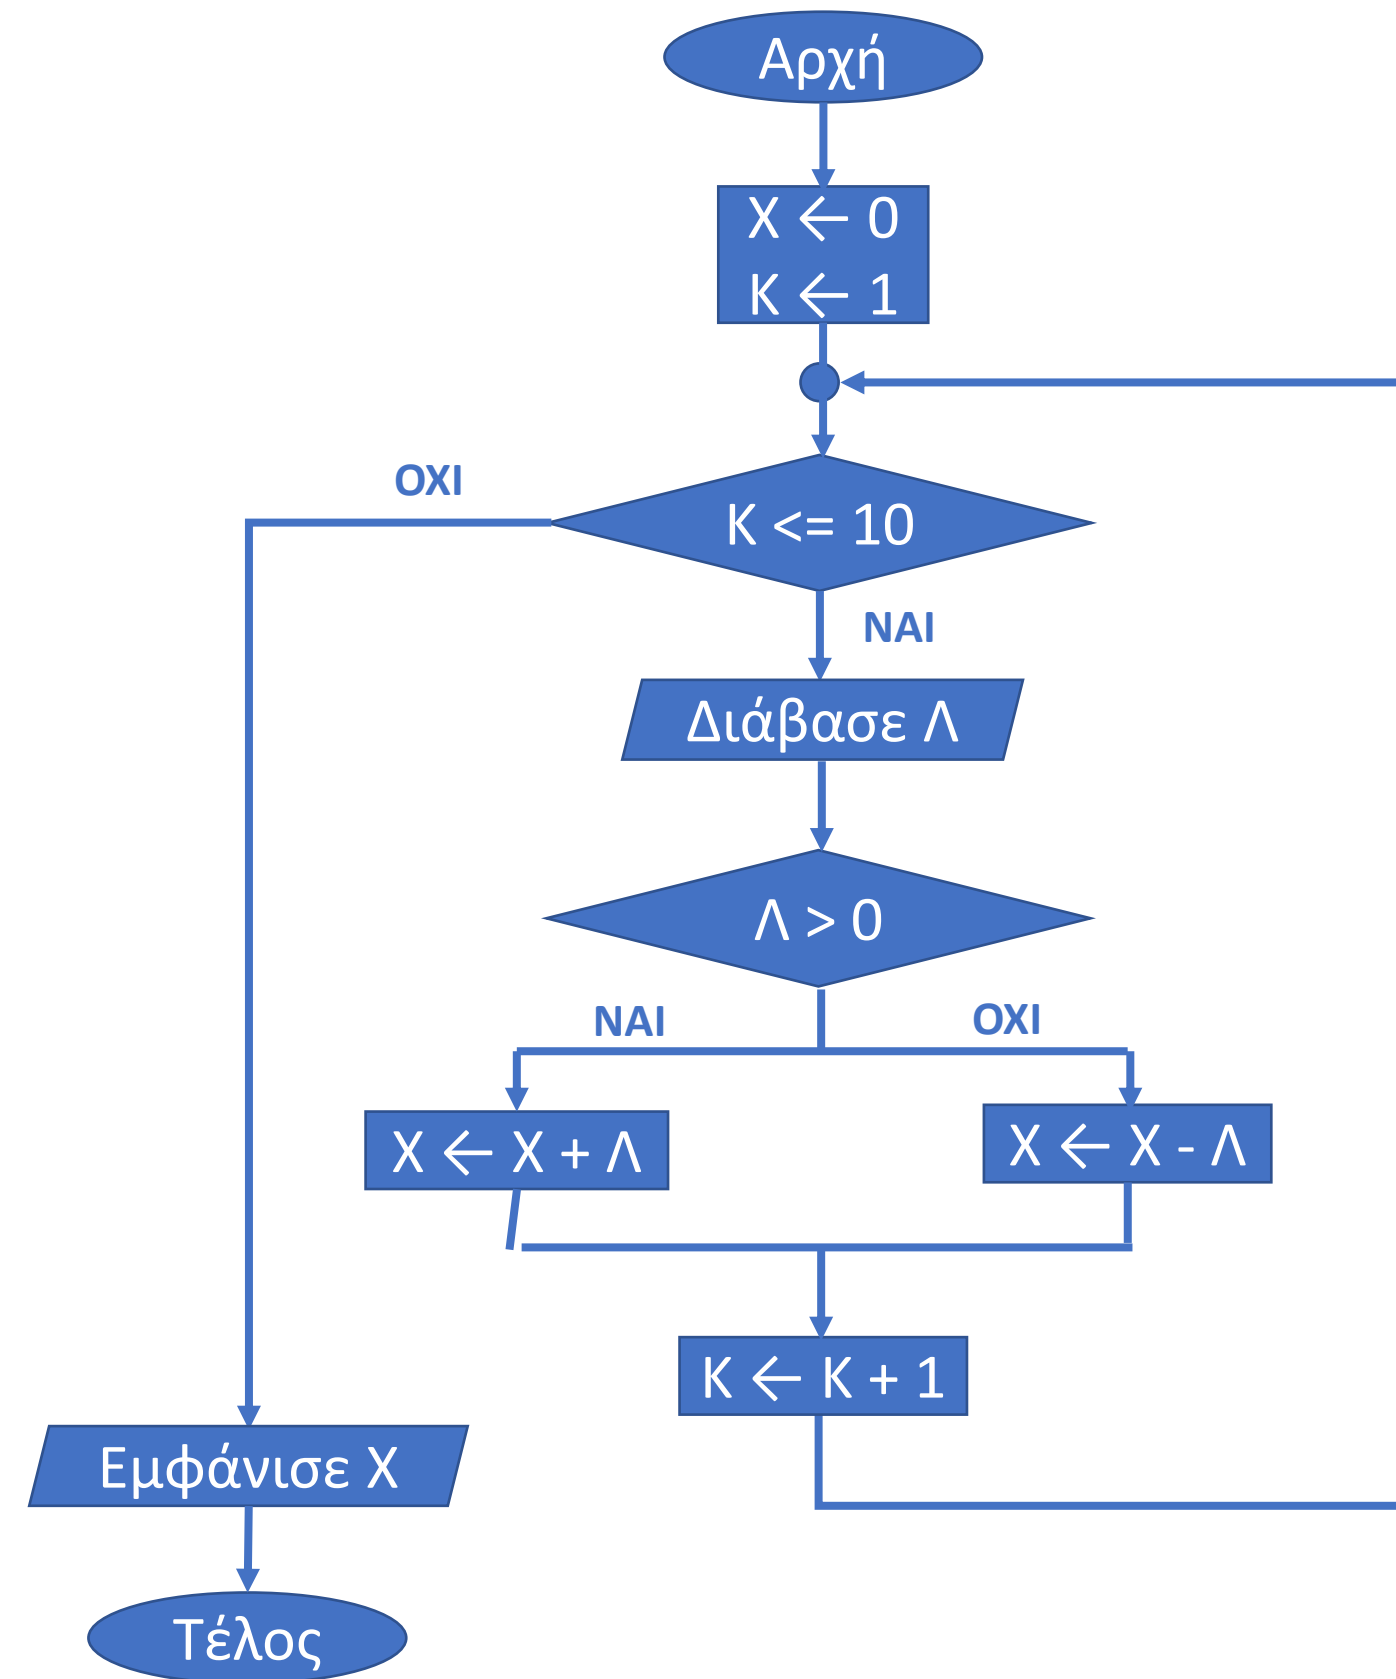 Αρχή
Χ ← 0
Κ ← 1
Κ <= 10
ΟΧΙ
ΝΑΙ
Διάβασε Λ
Λ > 0
ΝΑΙ
ΟΧΙ
Χ ← Χ + Λ
Χ ← Χ - Λ
Κ ← Κ + 1
Εμφάνισε Χ
Τέλος